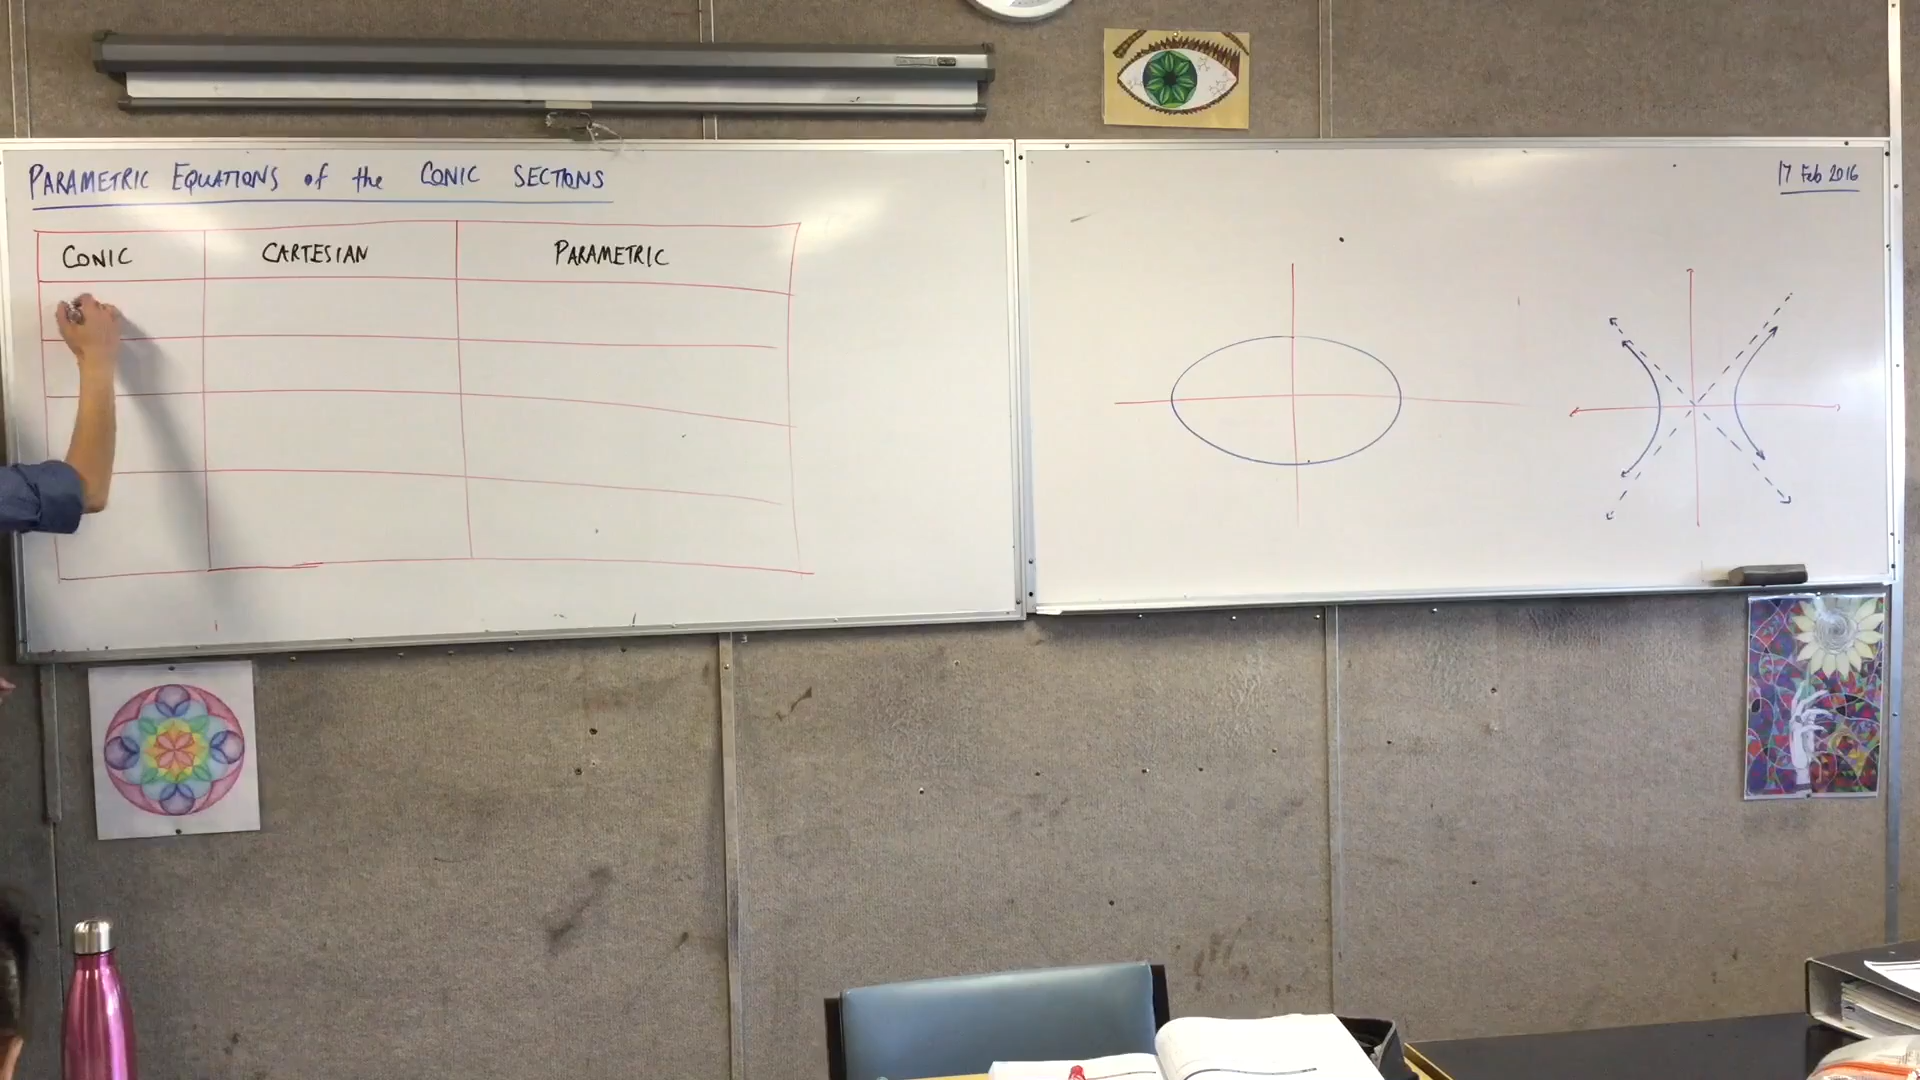 PARAMETRIC EQUATIONS of the CONIC SECTIONS
CONIC CARTESIAN PARAMETRIC
17 Feb 2016